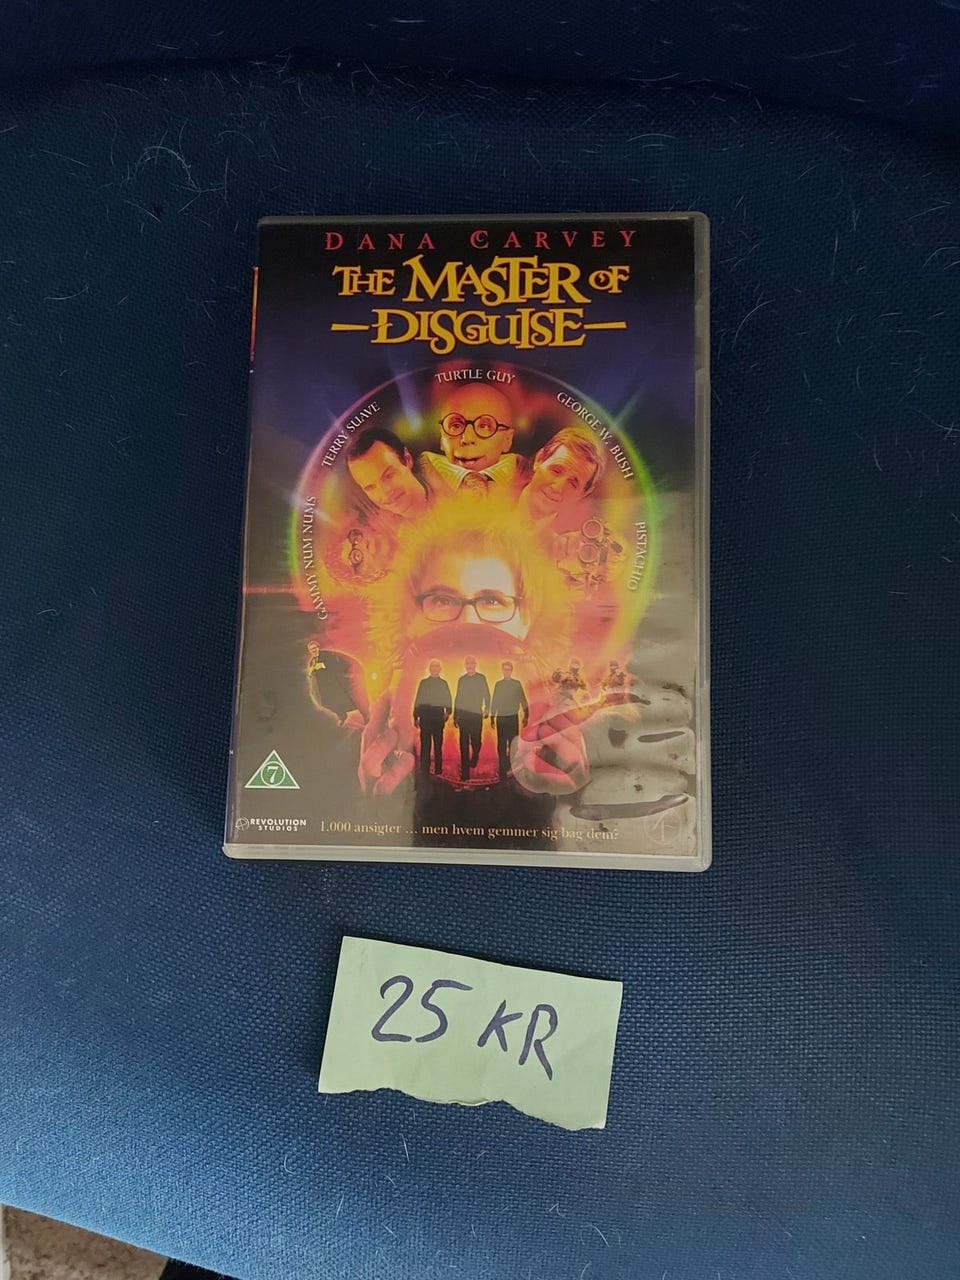 DANA CARVEY
THE MASTER OF
DISGUISE
TURTLE GUY
TERRY SUAVE
GEORGE W. BUSH
GAMMY NUM NUMS
PISTACHIO
7
REVOLUTION
STUDIOS
1.000 ansigter ... men hvem gemmer sig bag dem?
25 KR